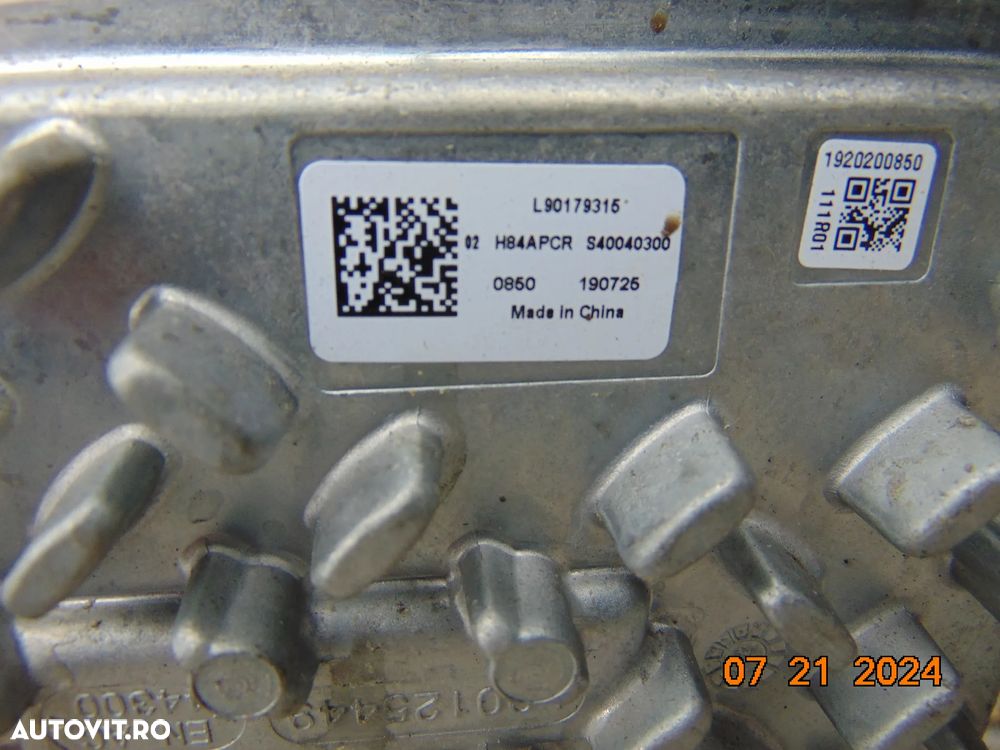 1920200850
111R01
L90179315
02 H84APCR S40040300
0850 190725
Made in China
07 21 2024
AUTOVIT.RO